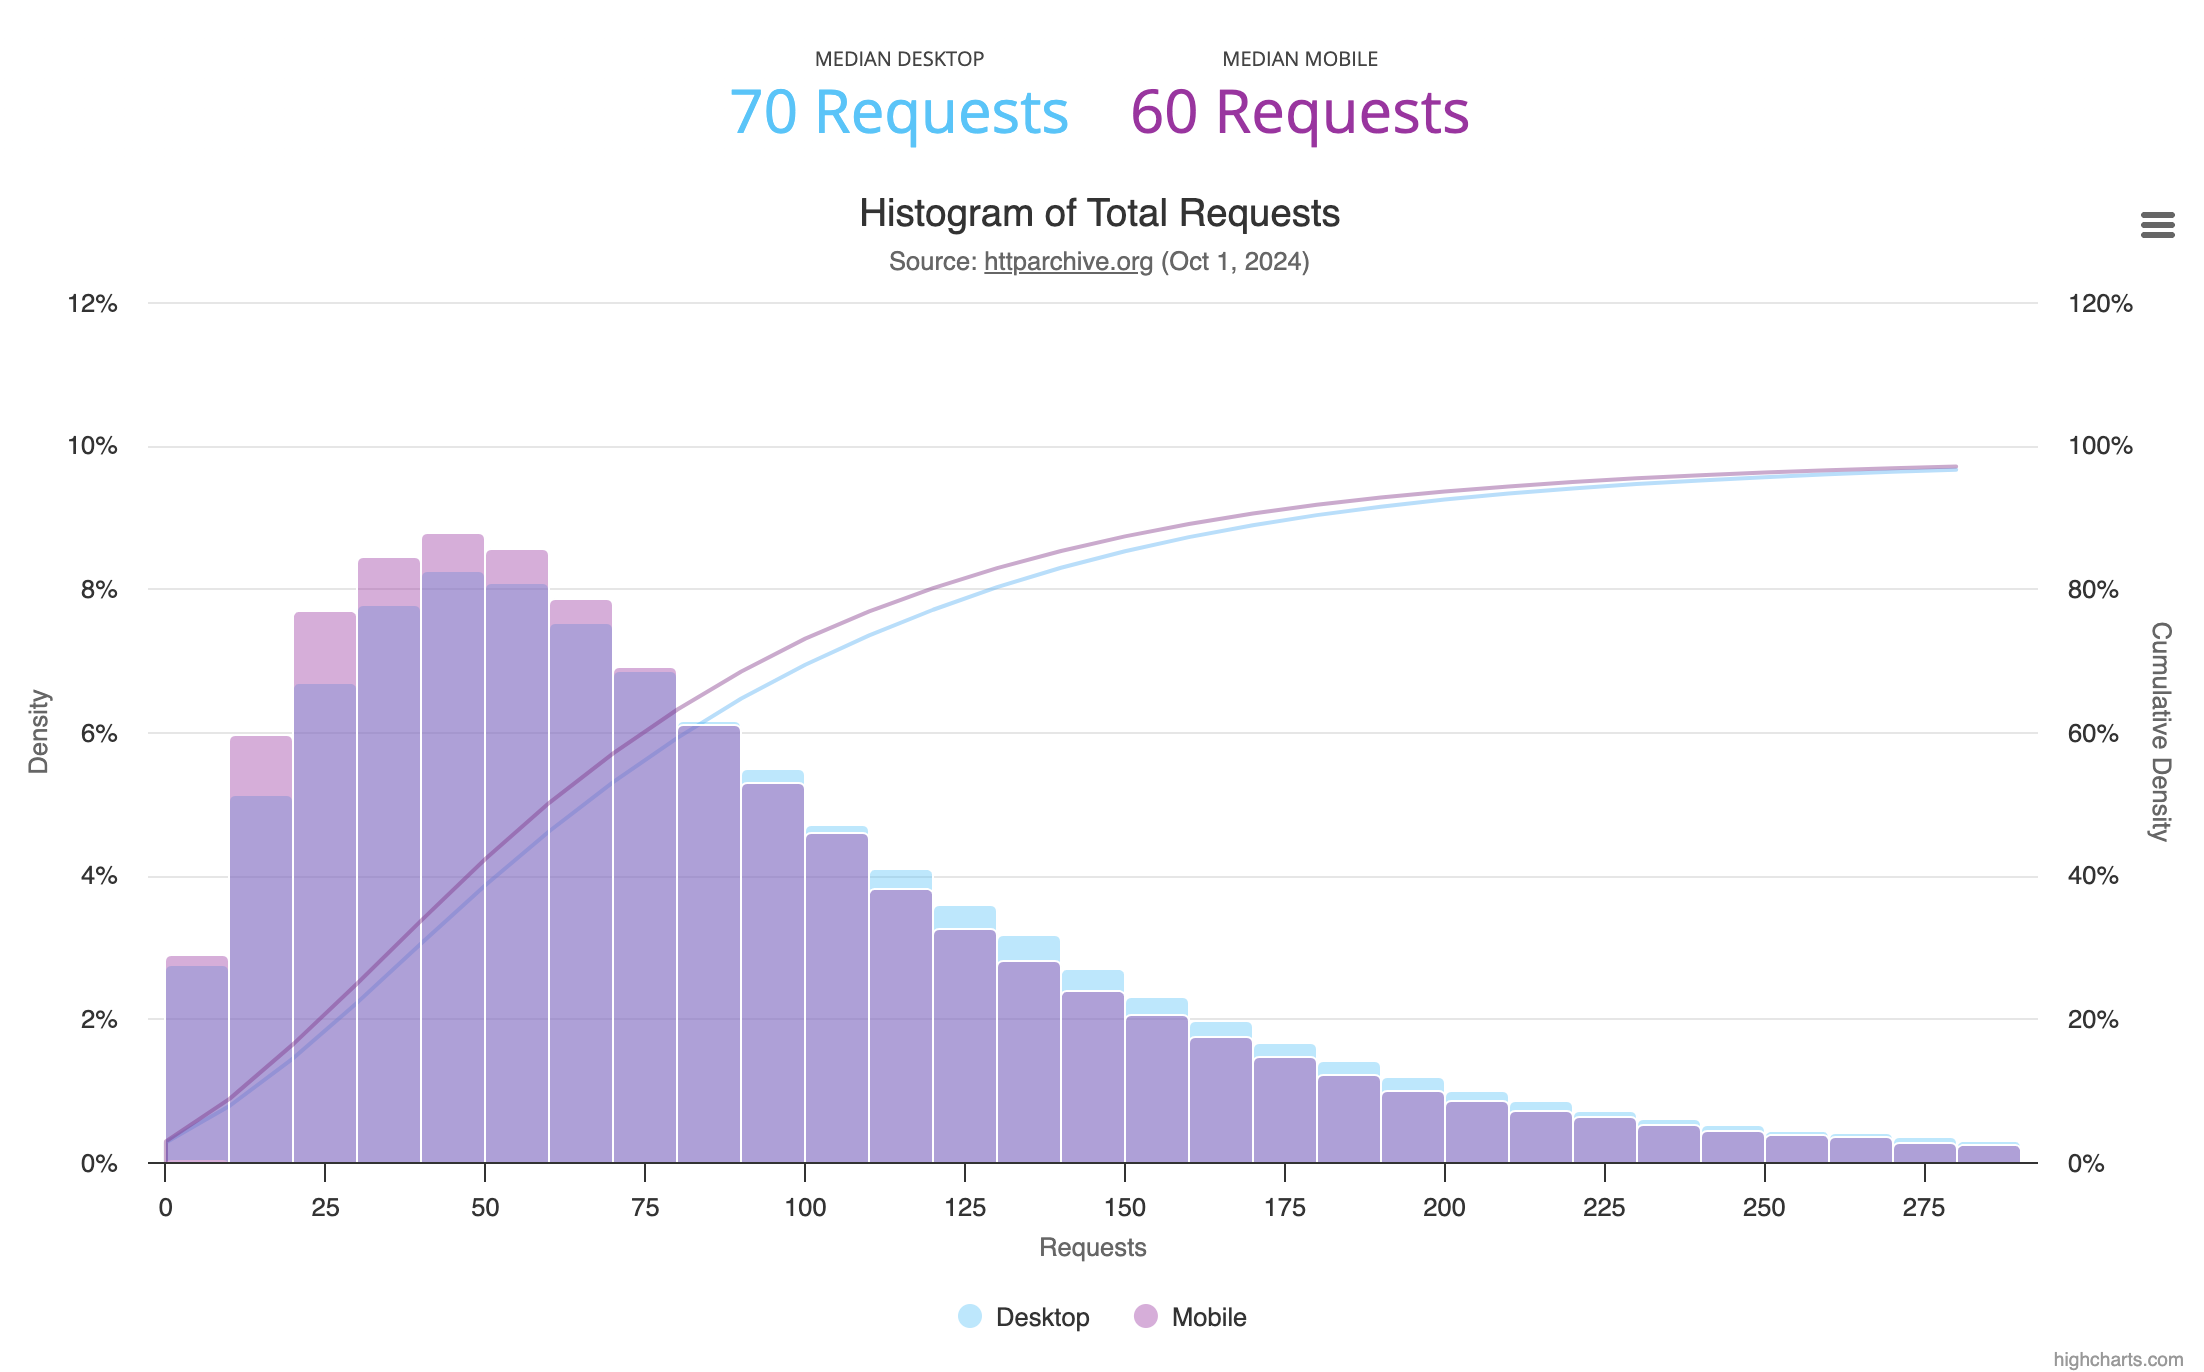 MEDIAN DESKTOP
70 Requests
MEDIAN MOBILE
60 Requests
Histogram of Total Requests
Source: httparchive.org (Oct 1, 2024)
12%
10%
8%
6%
4%
2%
0%
Density
120%
100%
80%
60%
40%
20%
0%
Cumulative Density
0 25 50 75 100 125 150 175 200 225 250 275
Requests
Desktop Mobile
highcharts.com